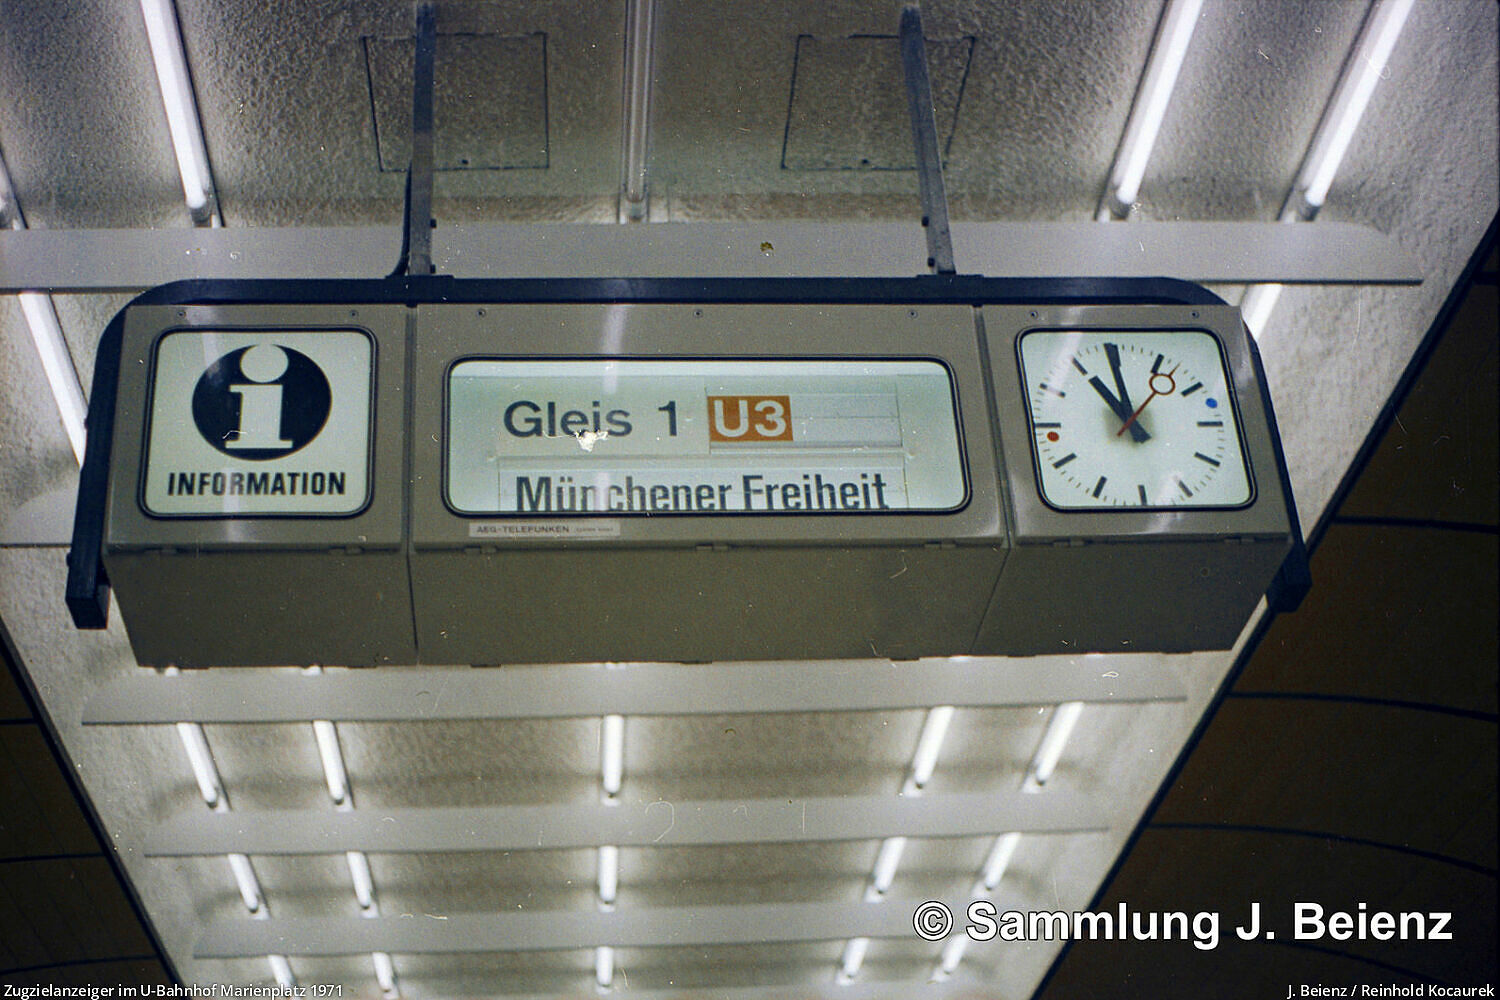 INFORMATION
Gleis 1 U3
Münchener Freiheit
AEG-TELEFUNKEN
© Sammlung J. Beienz
Zugzielanzeiger im U-Bahnhof Marienplatz 1971
J. Beienz / Reinhold Kocaurek